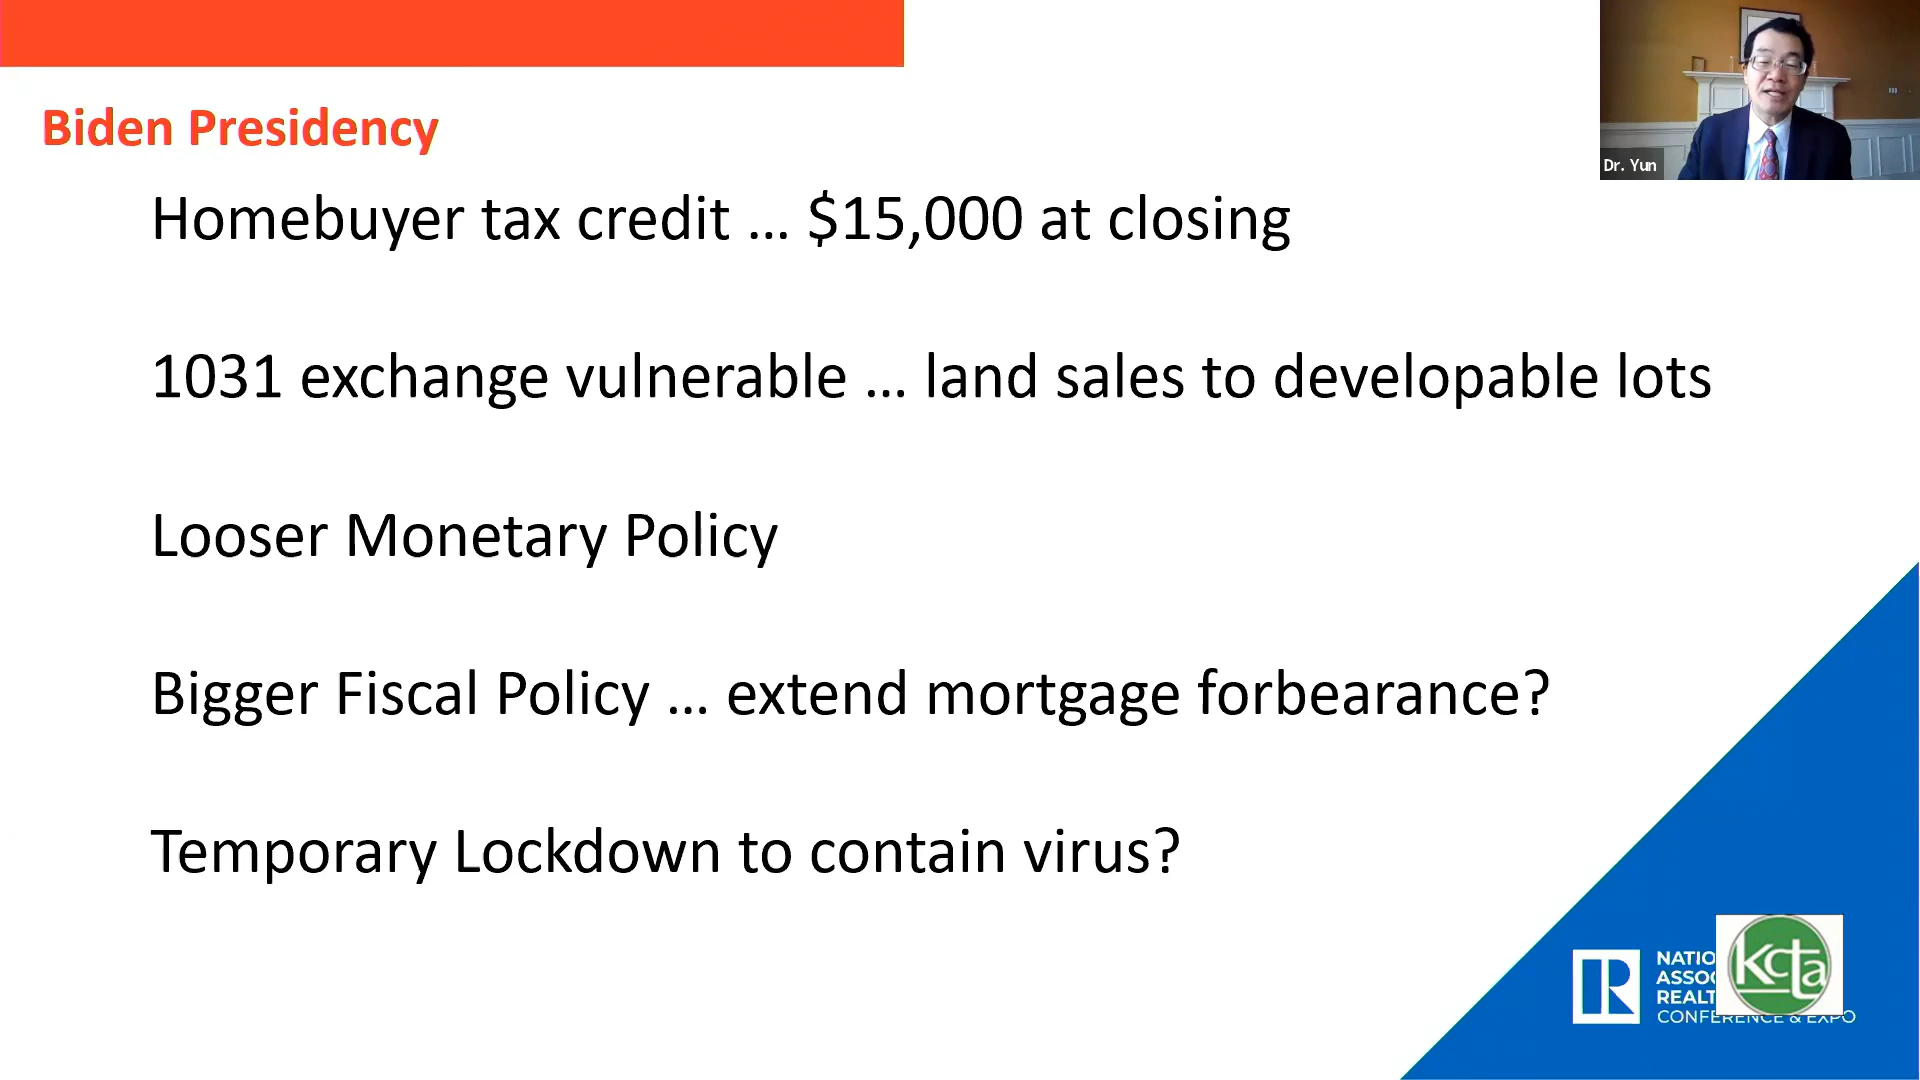 Biden Presidency
Homebuyer tax credit ... $15,000 at closing
1031 exchange vulnerable ... land sales to developable lots
Looser Monetary Policy
Bigger Fiscal Policy ... extend mortgage forbearance?
Temporary Lockdown to contain virus?
Dr. Yun
R
NATIO
ASSO
REALT
CONFERENCE & EXPO
kcta